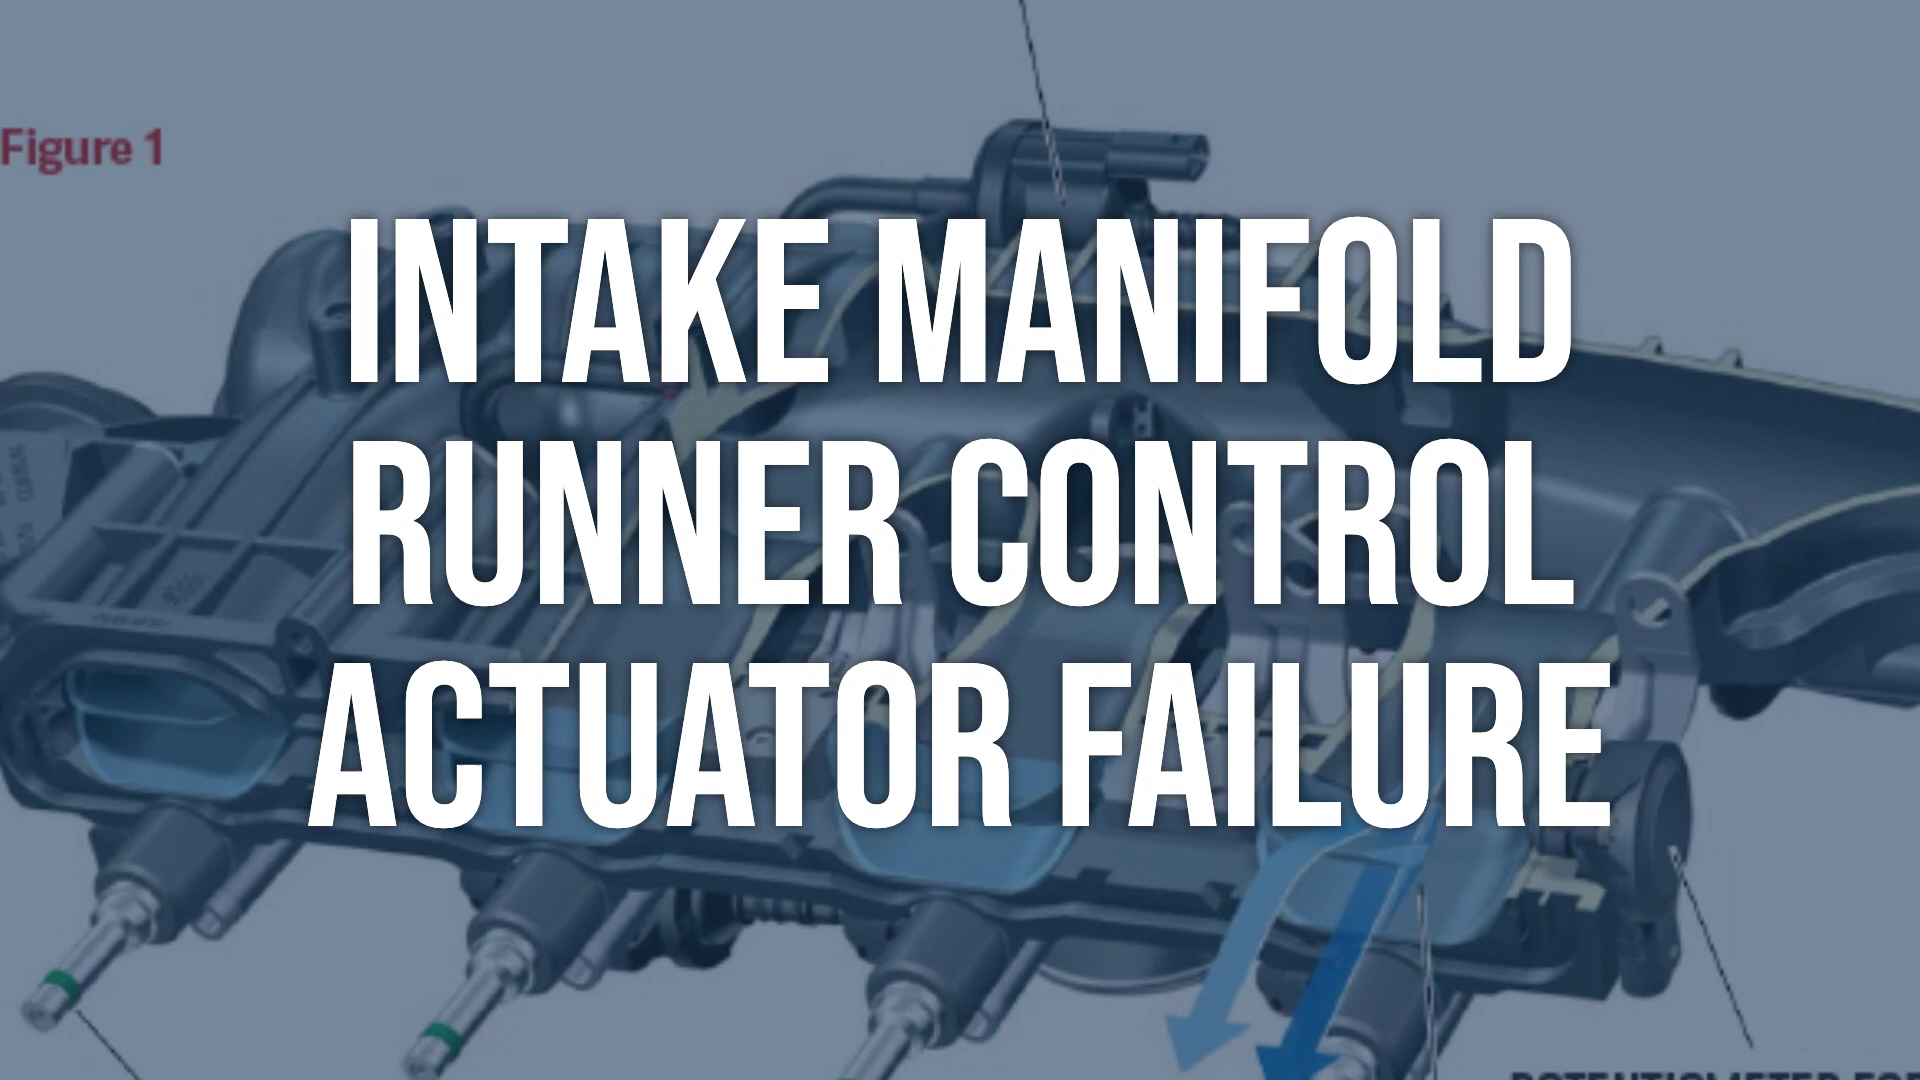 Figure 1
INTAKE MANIFOLD
RUNNER CONTROL
ACTUATOR FAILURE